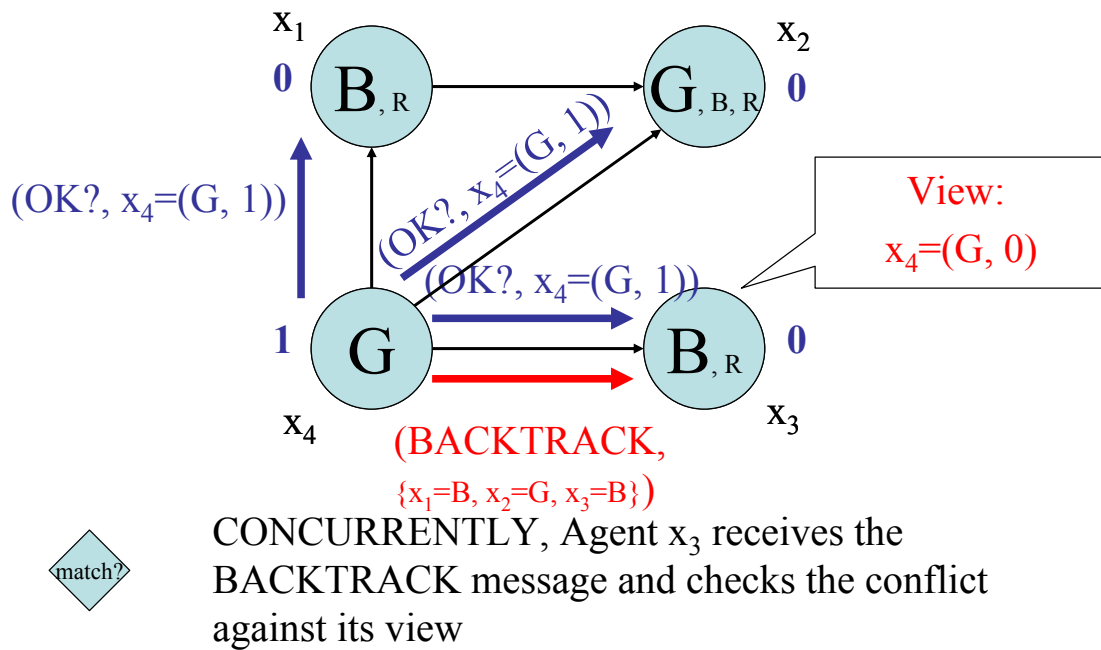 x₁
x₂
0
B, R
G, B, R
0
(OK?, x₄=(G, 1))
(OK?, x₄=(G, 1))
View:
x₄=(G, 0)
(OK?, x₄=(G, 1))
1
G
B, R
0
x₄
x₃
(BACKTRACK,
{x₁=B, x₂=G, x₃=B})
match?
CONCURRENTLY, Agent x₃ receives the
BACKTRACK message and checks the conflict
against its view